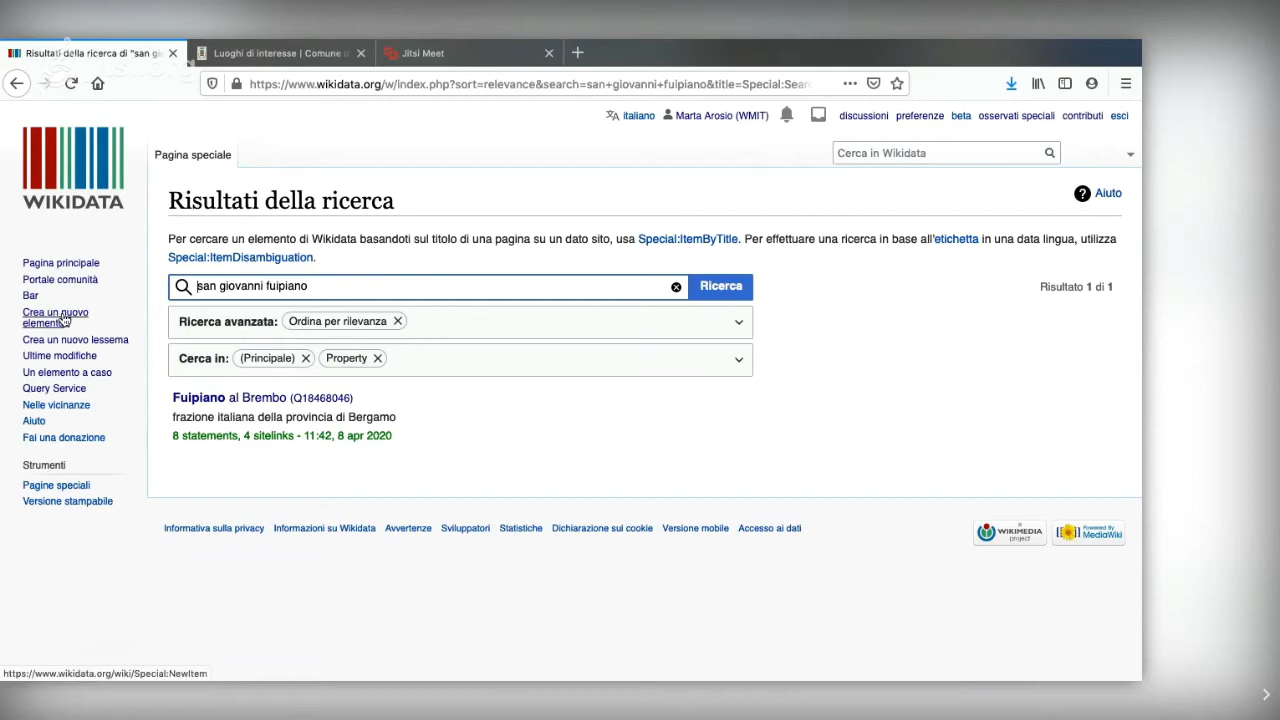 Risultati della ricerca di "san gio
Luoghi di interesse | Comune d
Jitsi Meet
https://www.wikidata.org/w/index.php?sort=relevance&search=san+giovanni+fuipiano&title=Special:Sear
italiano
Marta Arosio (WMIT)
discussioni
preferenze
beta
osservati speciali
contributi
esci
WIKIDATA
Pagina speciale
Cerca in Wikidata
Risultati della ricerca
Aiuto
Per cercare un elemento di Wikidata basandoti sul titolo di una pagina su un dato sito, usa Special:ItemByTitle. Per effettuare una ricerca in base all'etichetta in una data lingua, utilizza
Special:ItemDisambiguation.
san giovanni fuipiano
Ricerca
Risultato 1 di 1
Ricerca avanzata: Ordina per rilevanza
Cerca in: (Principale) Property
Fuipiano al Brembo (Q18468046)
frazione italiana della provincia di Bergamo
8 statements, 4 sitelinks - 11:42, 8 apr 2020
Pagina principale
Portale comunità
Bar
Crea un nuovo
elemento
Crea un nuovo lessema
Ultime modifiche
Un elemento a caso
Query Service
Nelle vicinanze
Aiuto
Fai una donazione
Strumenti
Pagine speciali
Versione stampabile
Informativa sulla privacy
Informazioni su Wikidata
Avvertenze
Sviluppatori
Statistiche
Dichiarazione sui cookie
Versione mobile
Accesso ai dati
WIKIMEDIA
project
Powered By
MediaWiki
https://www.wikidata.org/wiki/Special:NewItem